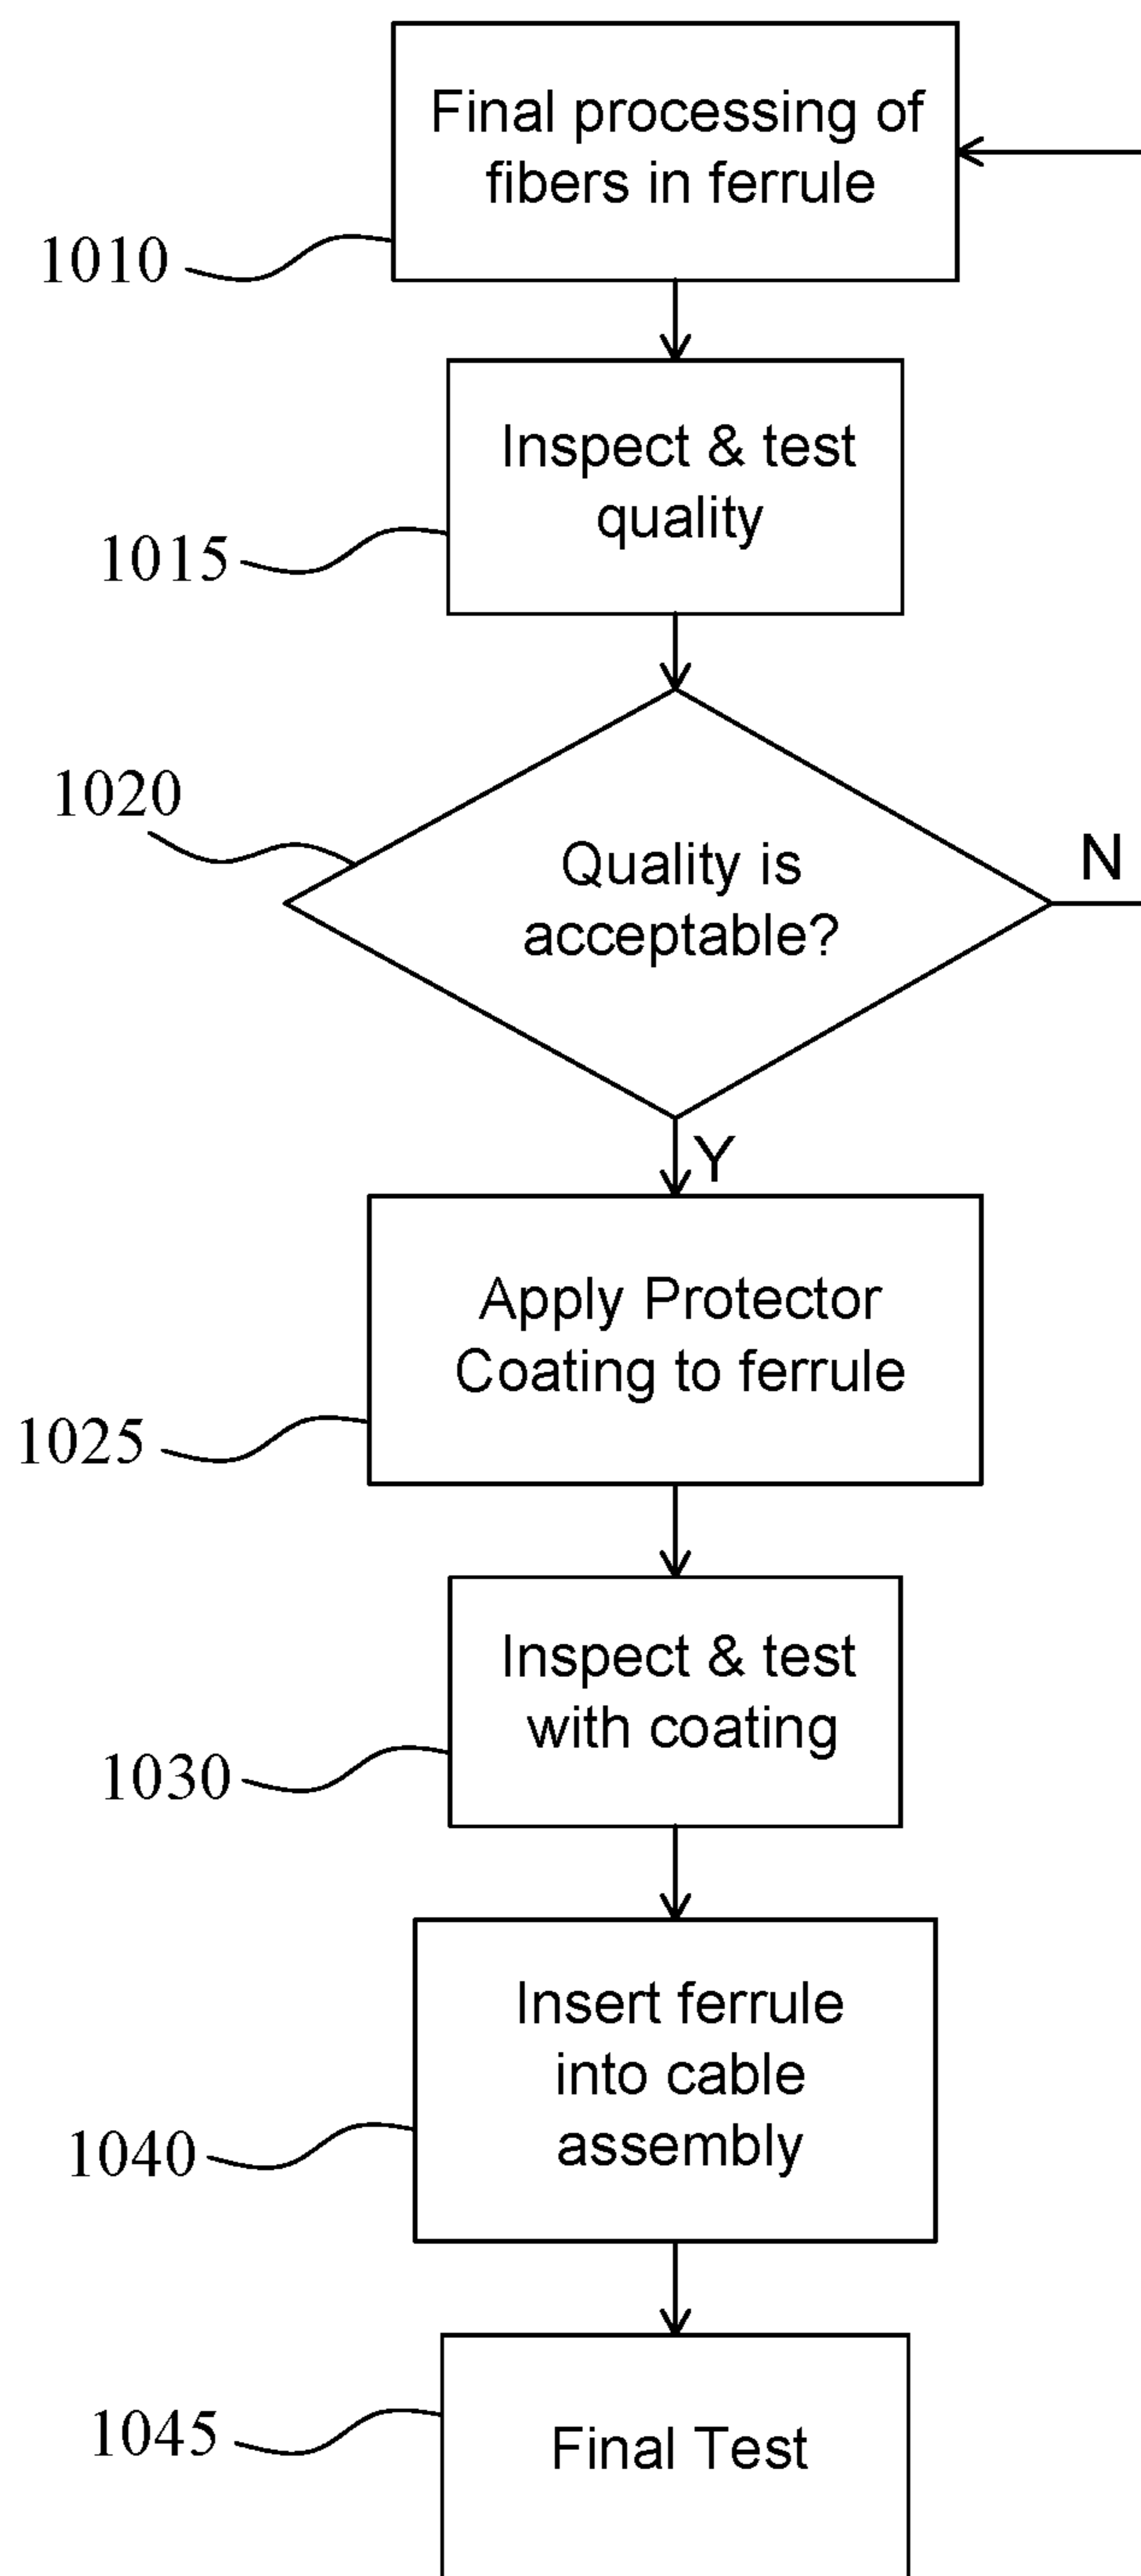 Final processing of
fibers in ferrule
1010
Inspect & test
quality
1015
1020
Quality is
acceptable?
N
Y
Apply Protector
Coating to ferrule
1025
Inspect & test
with coating
1030
Insert ferrule
into cable
assembly
1040
1045
Final Test